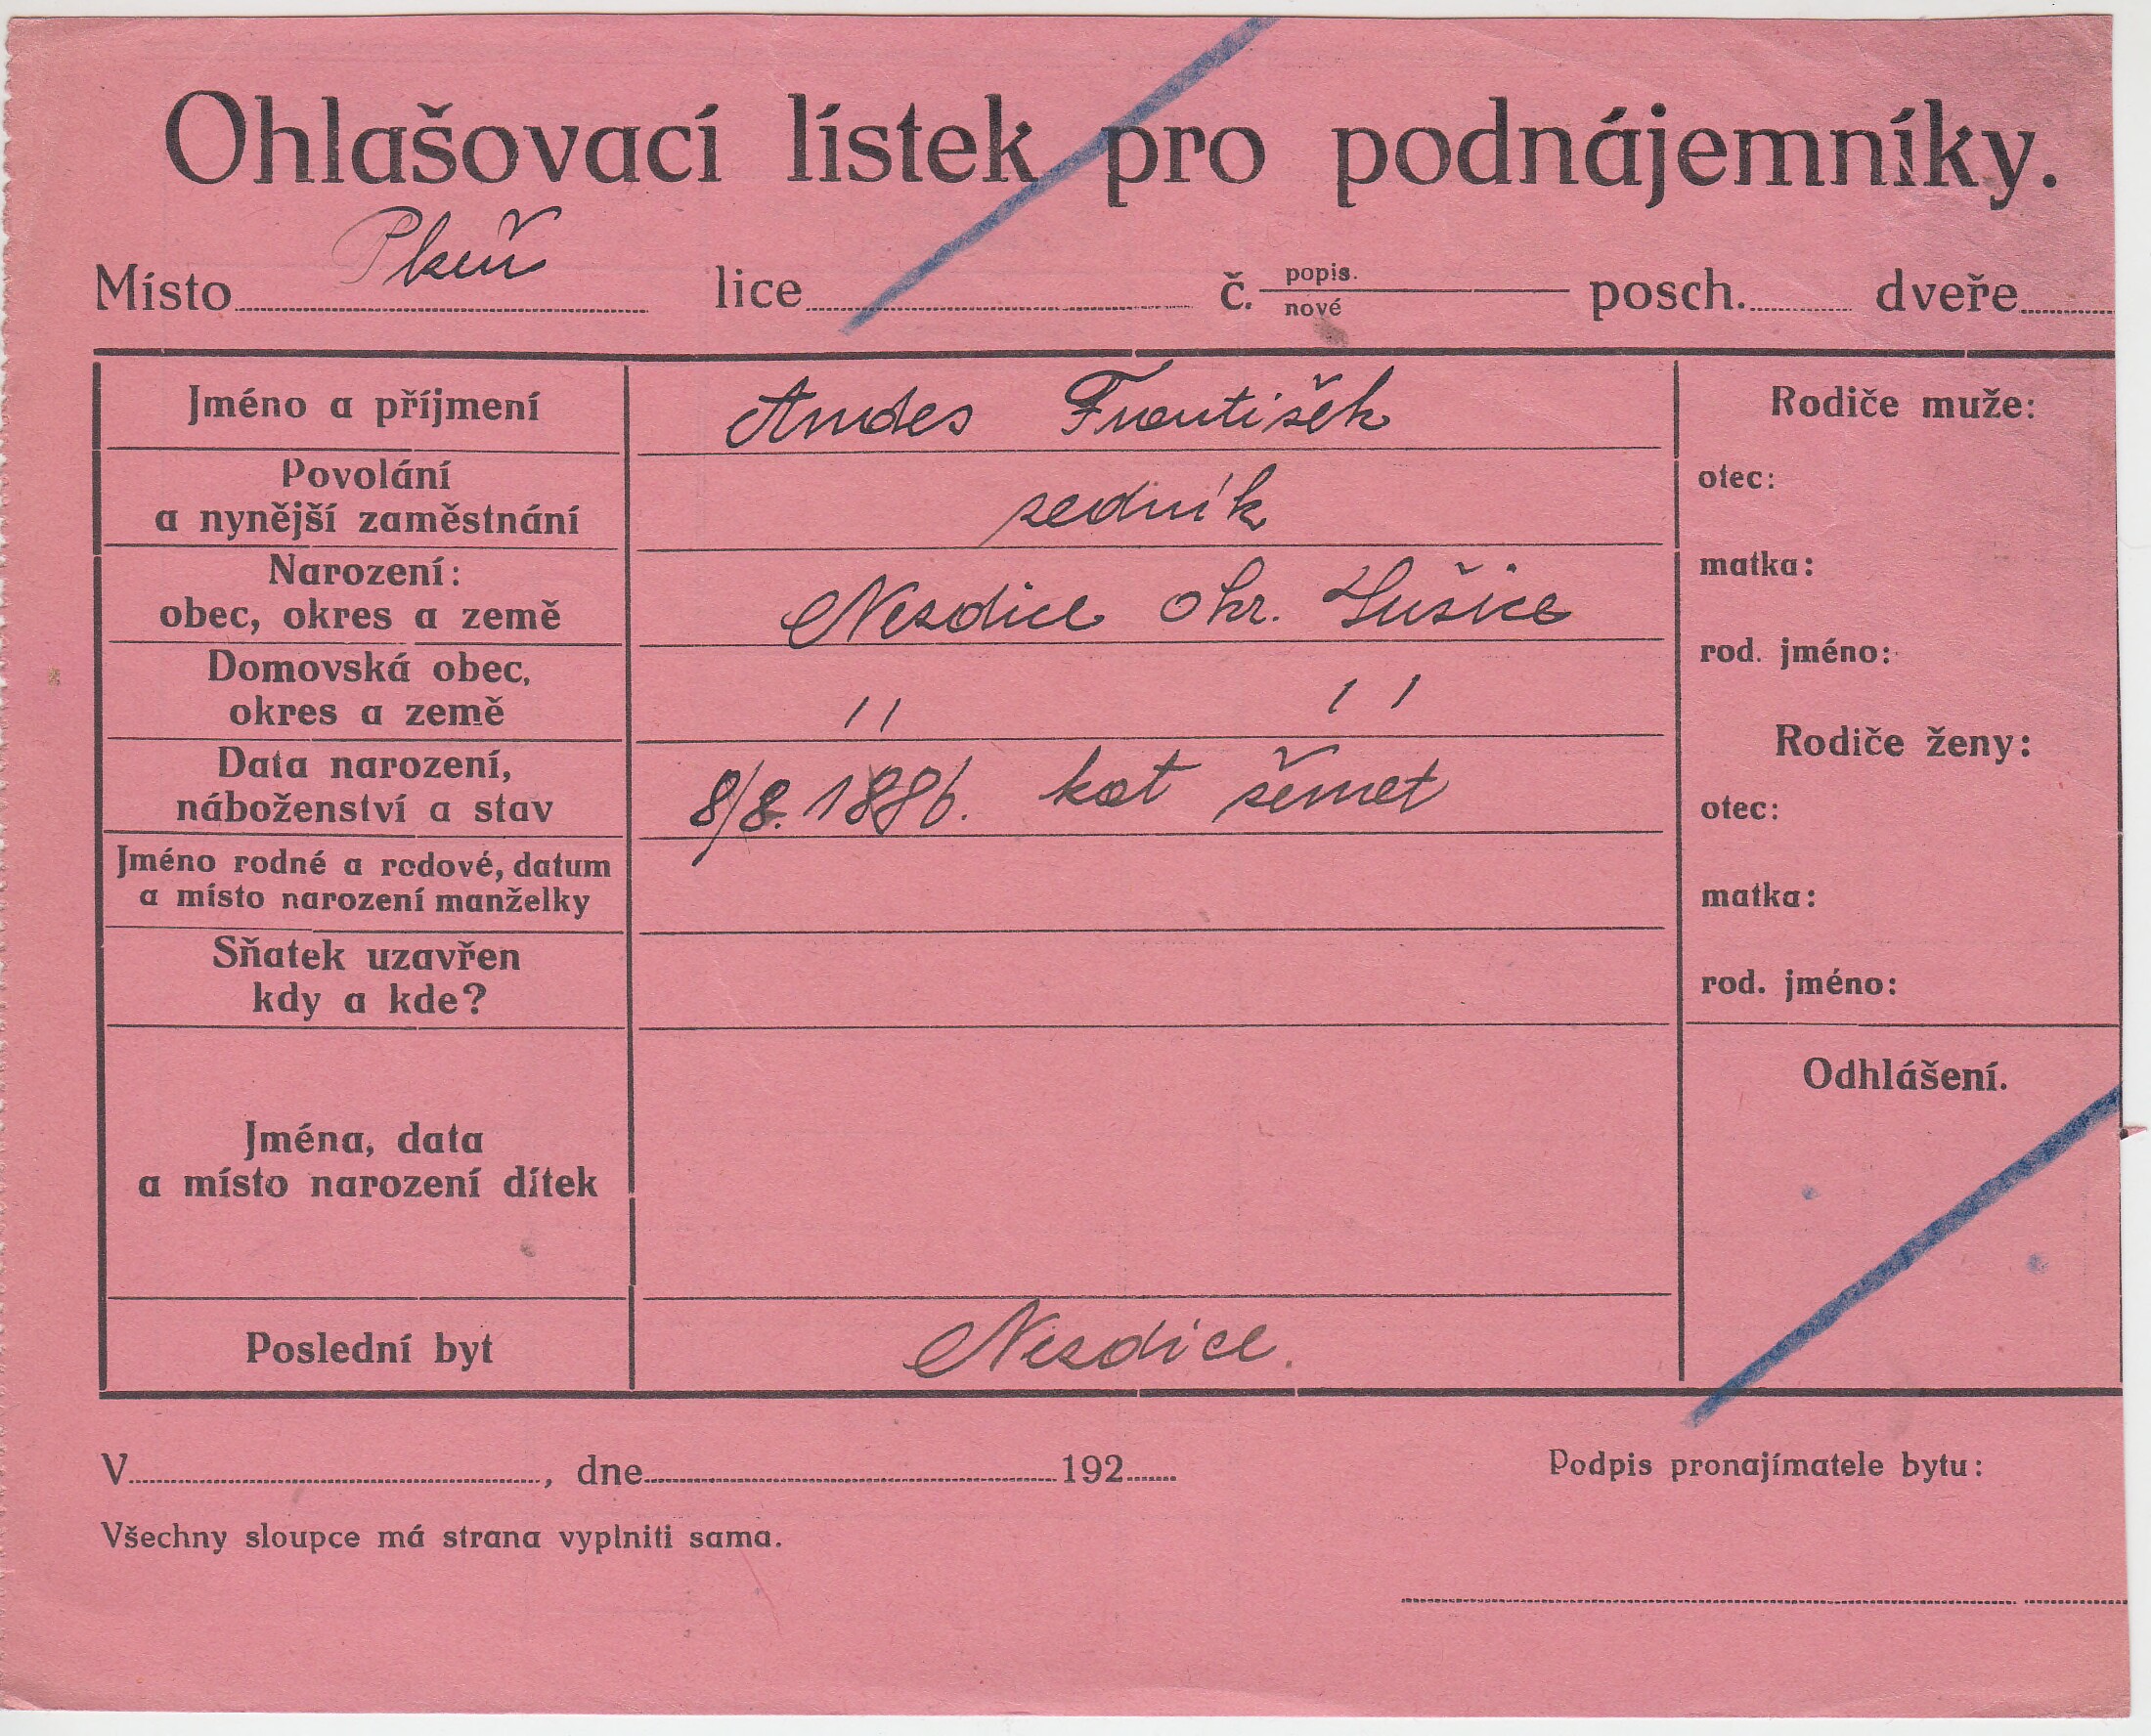 Ohlašovací lístek pro podnájemníky.
Místo lice č. popis. nové posch. dveře
Jméno a příjmení Andes František
Povolání
a nynější zaměstnání zedník
Narození:
obec, okres a země Nezdice okr. Sušice
Domovská obec,
okres a země " "
Data narození,
náboženství a stav 8/8. 1886. kat ženat
Jméno rodné a rodové, datum
a místo narození manželky
Sňatek uzavřen
kdy a kde?
Jména, data
a místo narození dítek
Poslední byt Nezdice.
Rodiče muže:
otec:
matka:
rod. jméno:
Rodiče ženy:
otec:
matka:
rod. jméno:
Odhlášení.
V, dne 192
Podpis pronajímatele bytu:
Všechny sloupce má strana vyplniti sama.